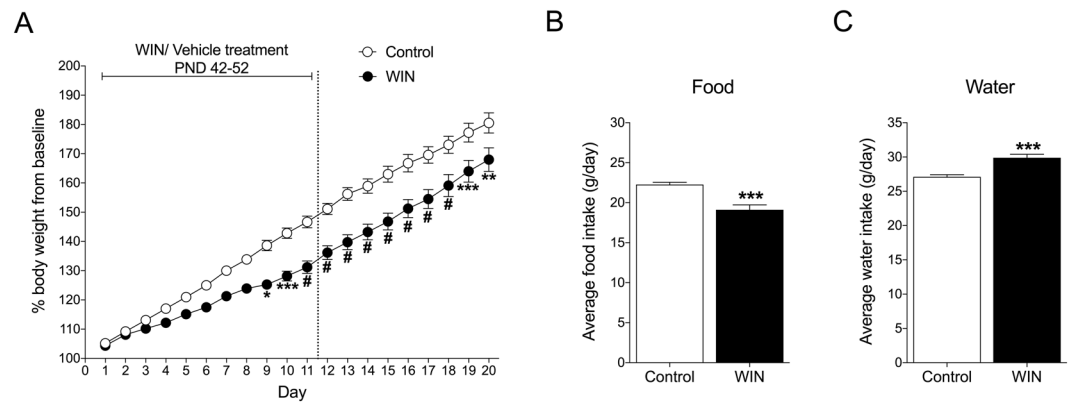 A
WIN/ Vehicle treatment
PND 42-52
Control
WIN
% body weight from baseline
200
190
180
170
160
150
140
130
120
110
100
* *** # # # # # # # # *** **
0 1 2 3 4 5 6 7 8 9 10 11 12 13 14 15 16 17 18 19 20
Day
B
Food
Average food intake (g/day)
35
30
25
20
15
10
5
0
***
Control WIN
C
Water
Average water intake (g/day)
35
30
25
20
15
10
5
0
***
Control WIN